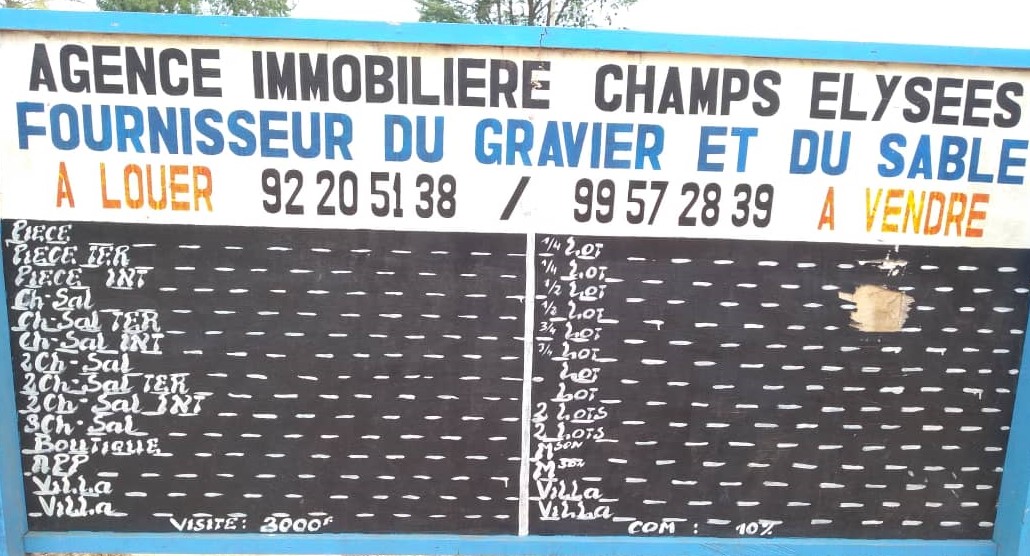 AGENCE IMMOBILIERE CHAMPS ELYSEES
FOURNISSEUR DU GRAVIER ET DU SABLE
A LOUER 92 20 51 38 / 99 57 28 39 A VENDRE
PIECE
PIECE TER
PIECE INT
Ch-Sal
Ch-Sal TER
Ch-Sal INT
2Ch-Sal
2Ch-Sal TER
2Ch-Sal INT
3Ch-Sal
BOUTIQUE
APP
VILLa
VILLa
VISITE: 3000F
1/4 LOT
1/4 LOT
1/2 LOT
1/2 LOT
3/4 LOT
3/4 LOT
LOT
LOT
2 LOTS
2 LOTS
MSON
MSON
VILLa
VILLa
COM : 10%